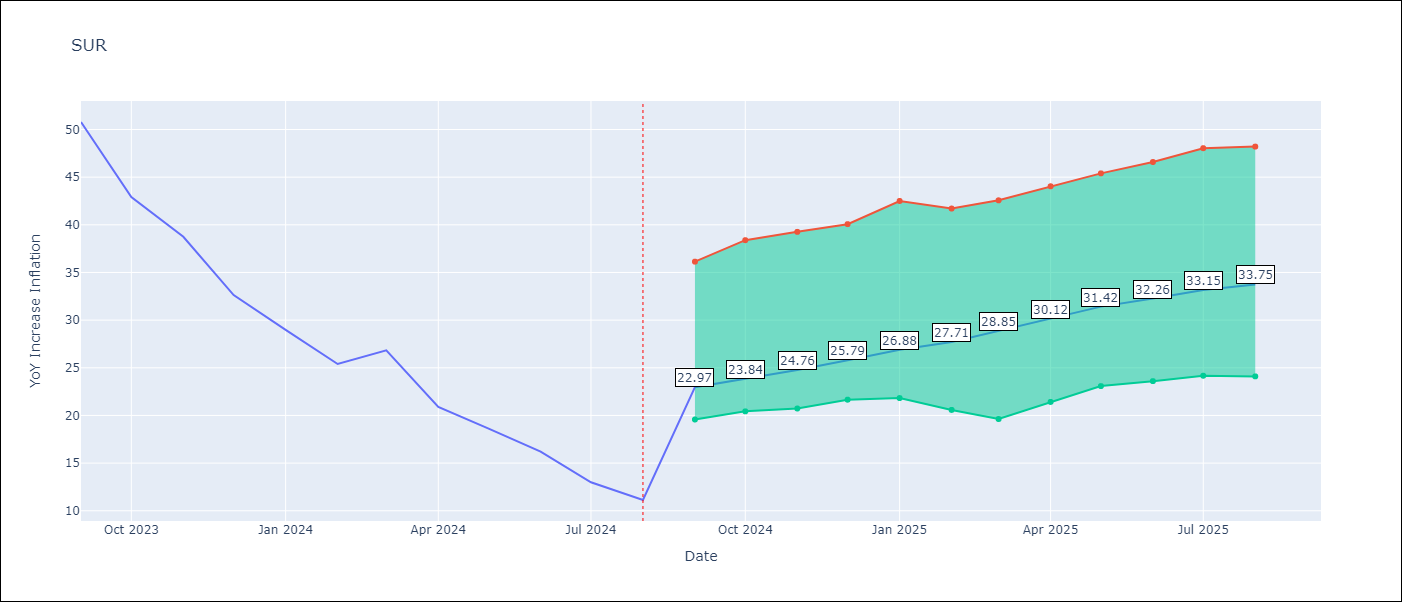 SUR
YoY Increase Inflation
50
45
40
35
30
25
20
15
10
22.97
23.84
24.76
25.79
26.88
27.71
28.85
30.12
31.42
32.26
33.15
33.75
Oct 2023
Jan 2024
Apr 2024
Jul 2024
Oct 2024
Jan 2025
Apr 2025
Jul 2025
Date